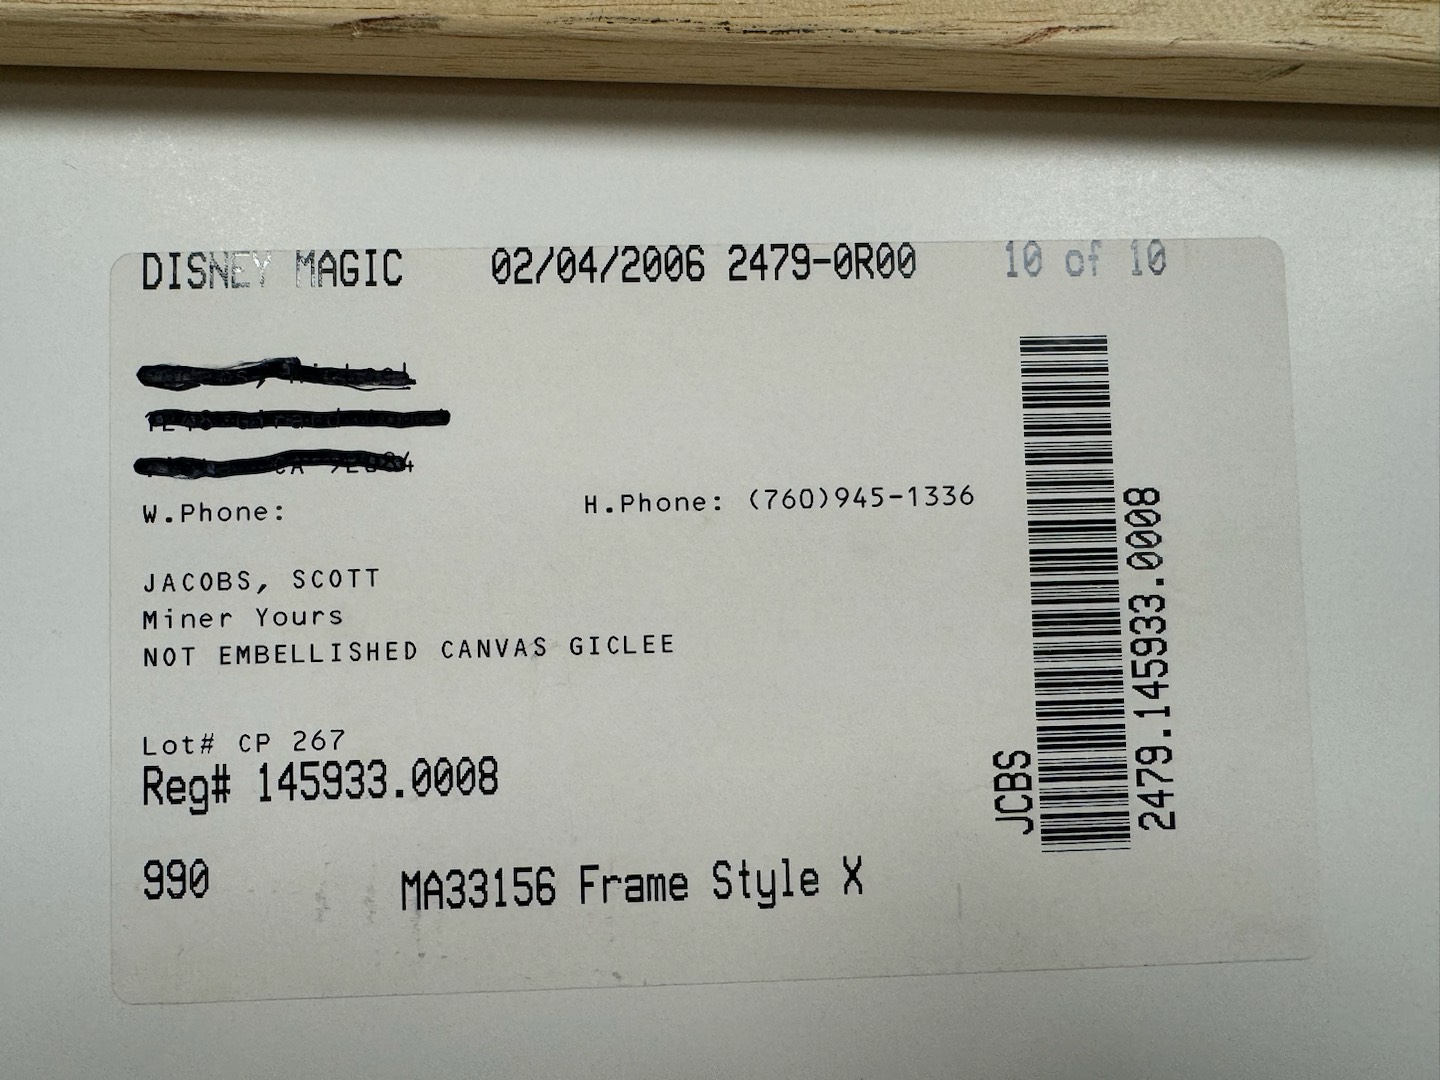 DISNEY MAGIC 02/04/2006 2479-0R00 10 of 10
W.Phone: H.Phone: (760)945-1336
JACOBS, SCOTT
Miner Yours
NOT EMBELLISHED CANVAS GICLEE
Lot# CP 267
Reg# 145933.0008
990 MA33156 Frame Style X
JCBS
2479.145933.0008